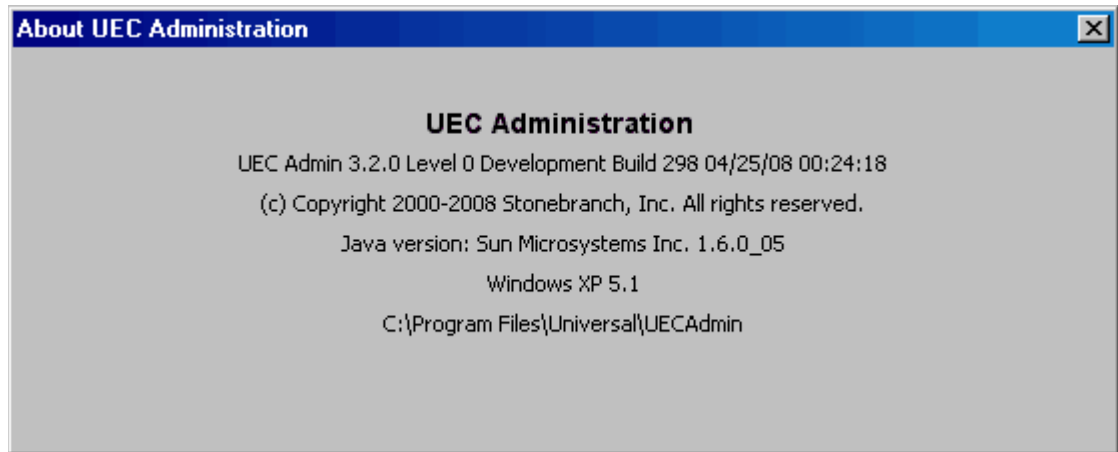 About UEC Administration
UEC Administration
UEC Admin 3.2.0 Level 0 Development Build 298 04/25/08 00:24:18
(c) Copyright 2000-2008 Stonebranch, Inc. All rights reserved.
Java version: Sun Microsystems Inc. 1.6.0_05
Windows XP 5.1
C:\Program Files\Universal\UECAdmin